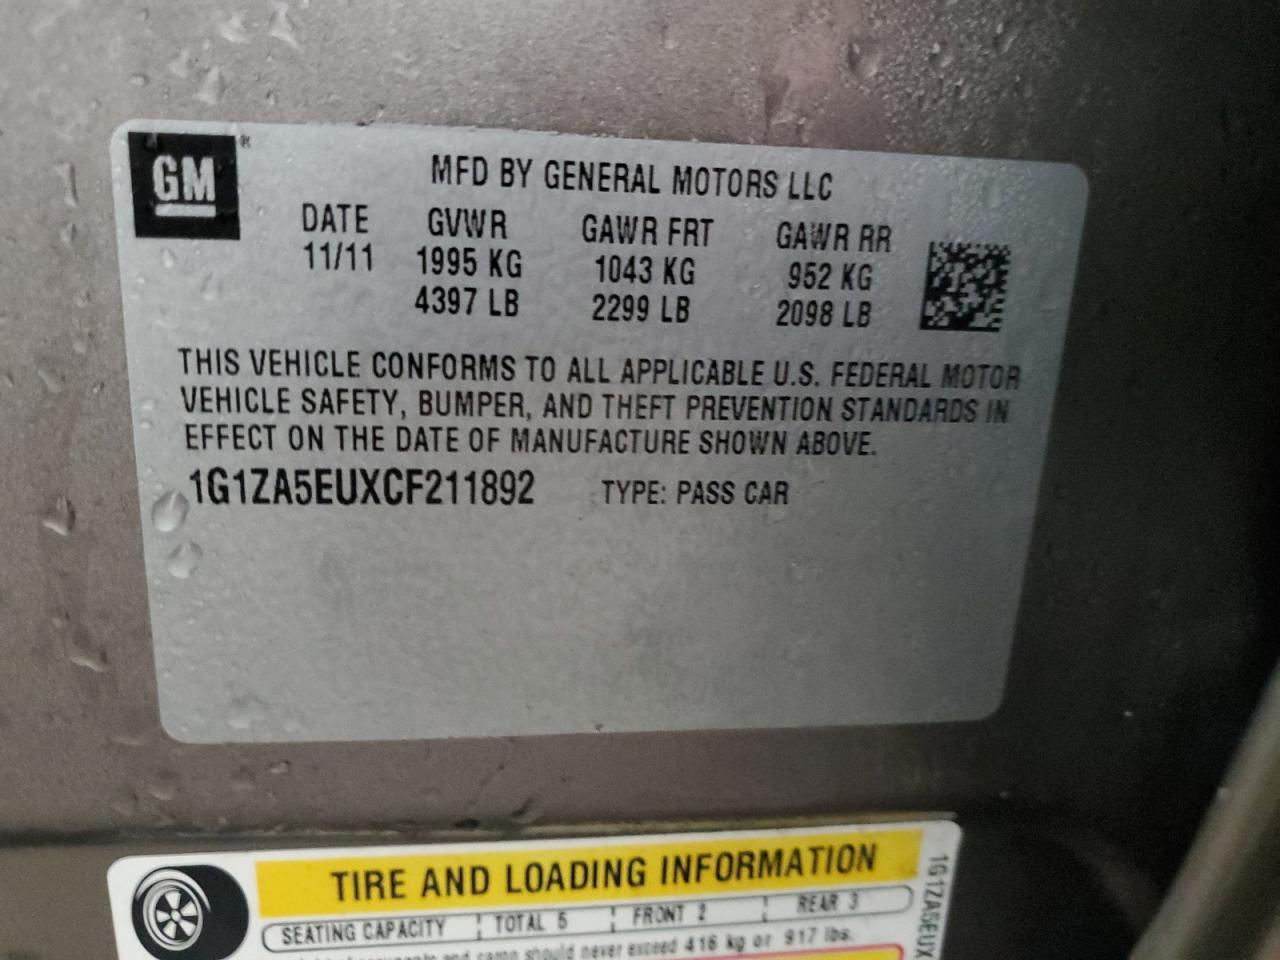 GM®
MFD BY GENERAL MOTORS LLC
DATE GVWR GAWR FRT GAWR RR
11/11 1995 KG 1043 KG 952 KG
4397 LB 2299 LB 2098 LB
THIS VEHICLE CONFORMS TO ALL APPLICABLE U.S. FEDERAL MOTOR
VEHICLE SAFETY, BUMPER, AND THEFT PREVENTION STANDARDS IN
EFFECT ON THE DATE OF MANUFACTURE SHOWN ABOVE.
1G1ZA5EUXCF211892 TYPE: PASS CAR
TIRE AND LOADING INFORMATION
SEATING CAPACITY TOTAL 5 FRONT 2 REAR 3
should never exceed 416 kg or 917 lbs.
1G1ZA5EUX